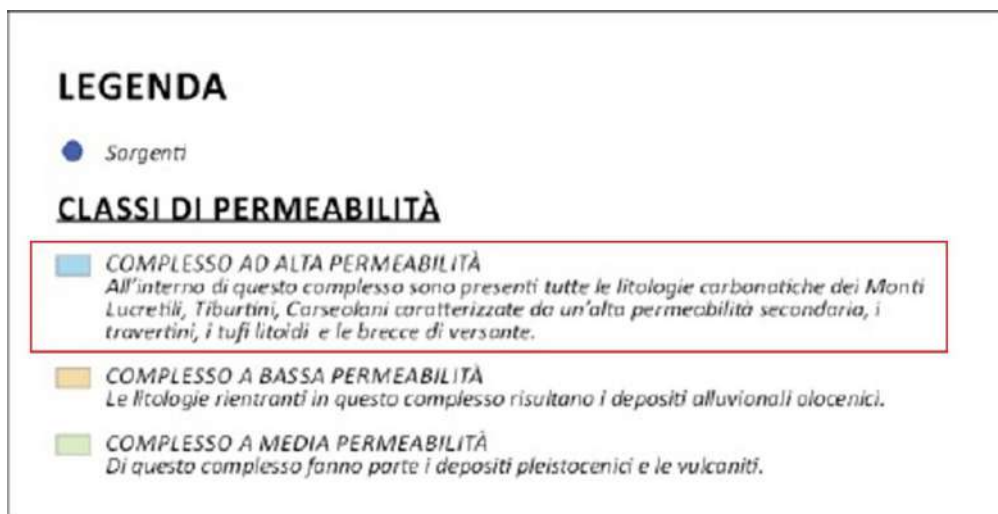 LEGENDA
Sorgenti
CLASSI DI PERMEABILITÀ
COMPLESSO AD ALTA PERMEABILITÀ
All'interno di questo complesso sono presenti tutte le litologie carbonatiche dei Monti
Lucretili, Tiburtini, Carseolani caratterizzate da un'alta permeabilità secondaria, i
travertini, i tufi litoidi e le brecce di versante.
COMPLESSO A BASSA PERMEABILITÀ
Le litologie rientranti in questo complesso risultano i depositi alluvionali olocenici.
COMPLESSO A MEDIA PERMEABILITÀ
Di questo complesso fanno parte i depositi pleistocenici e le vulcaniti.